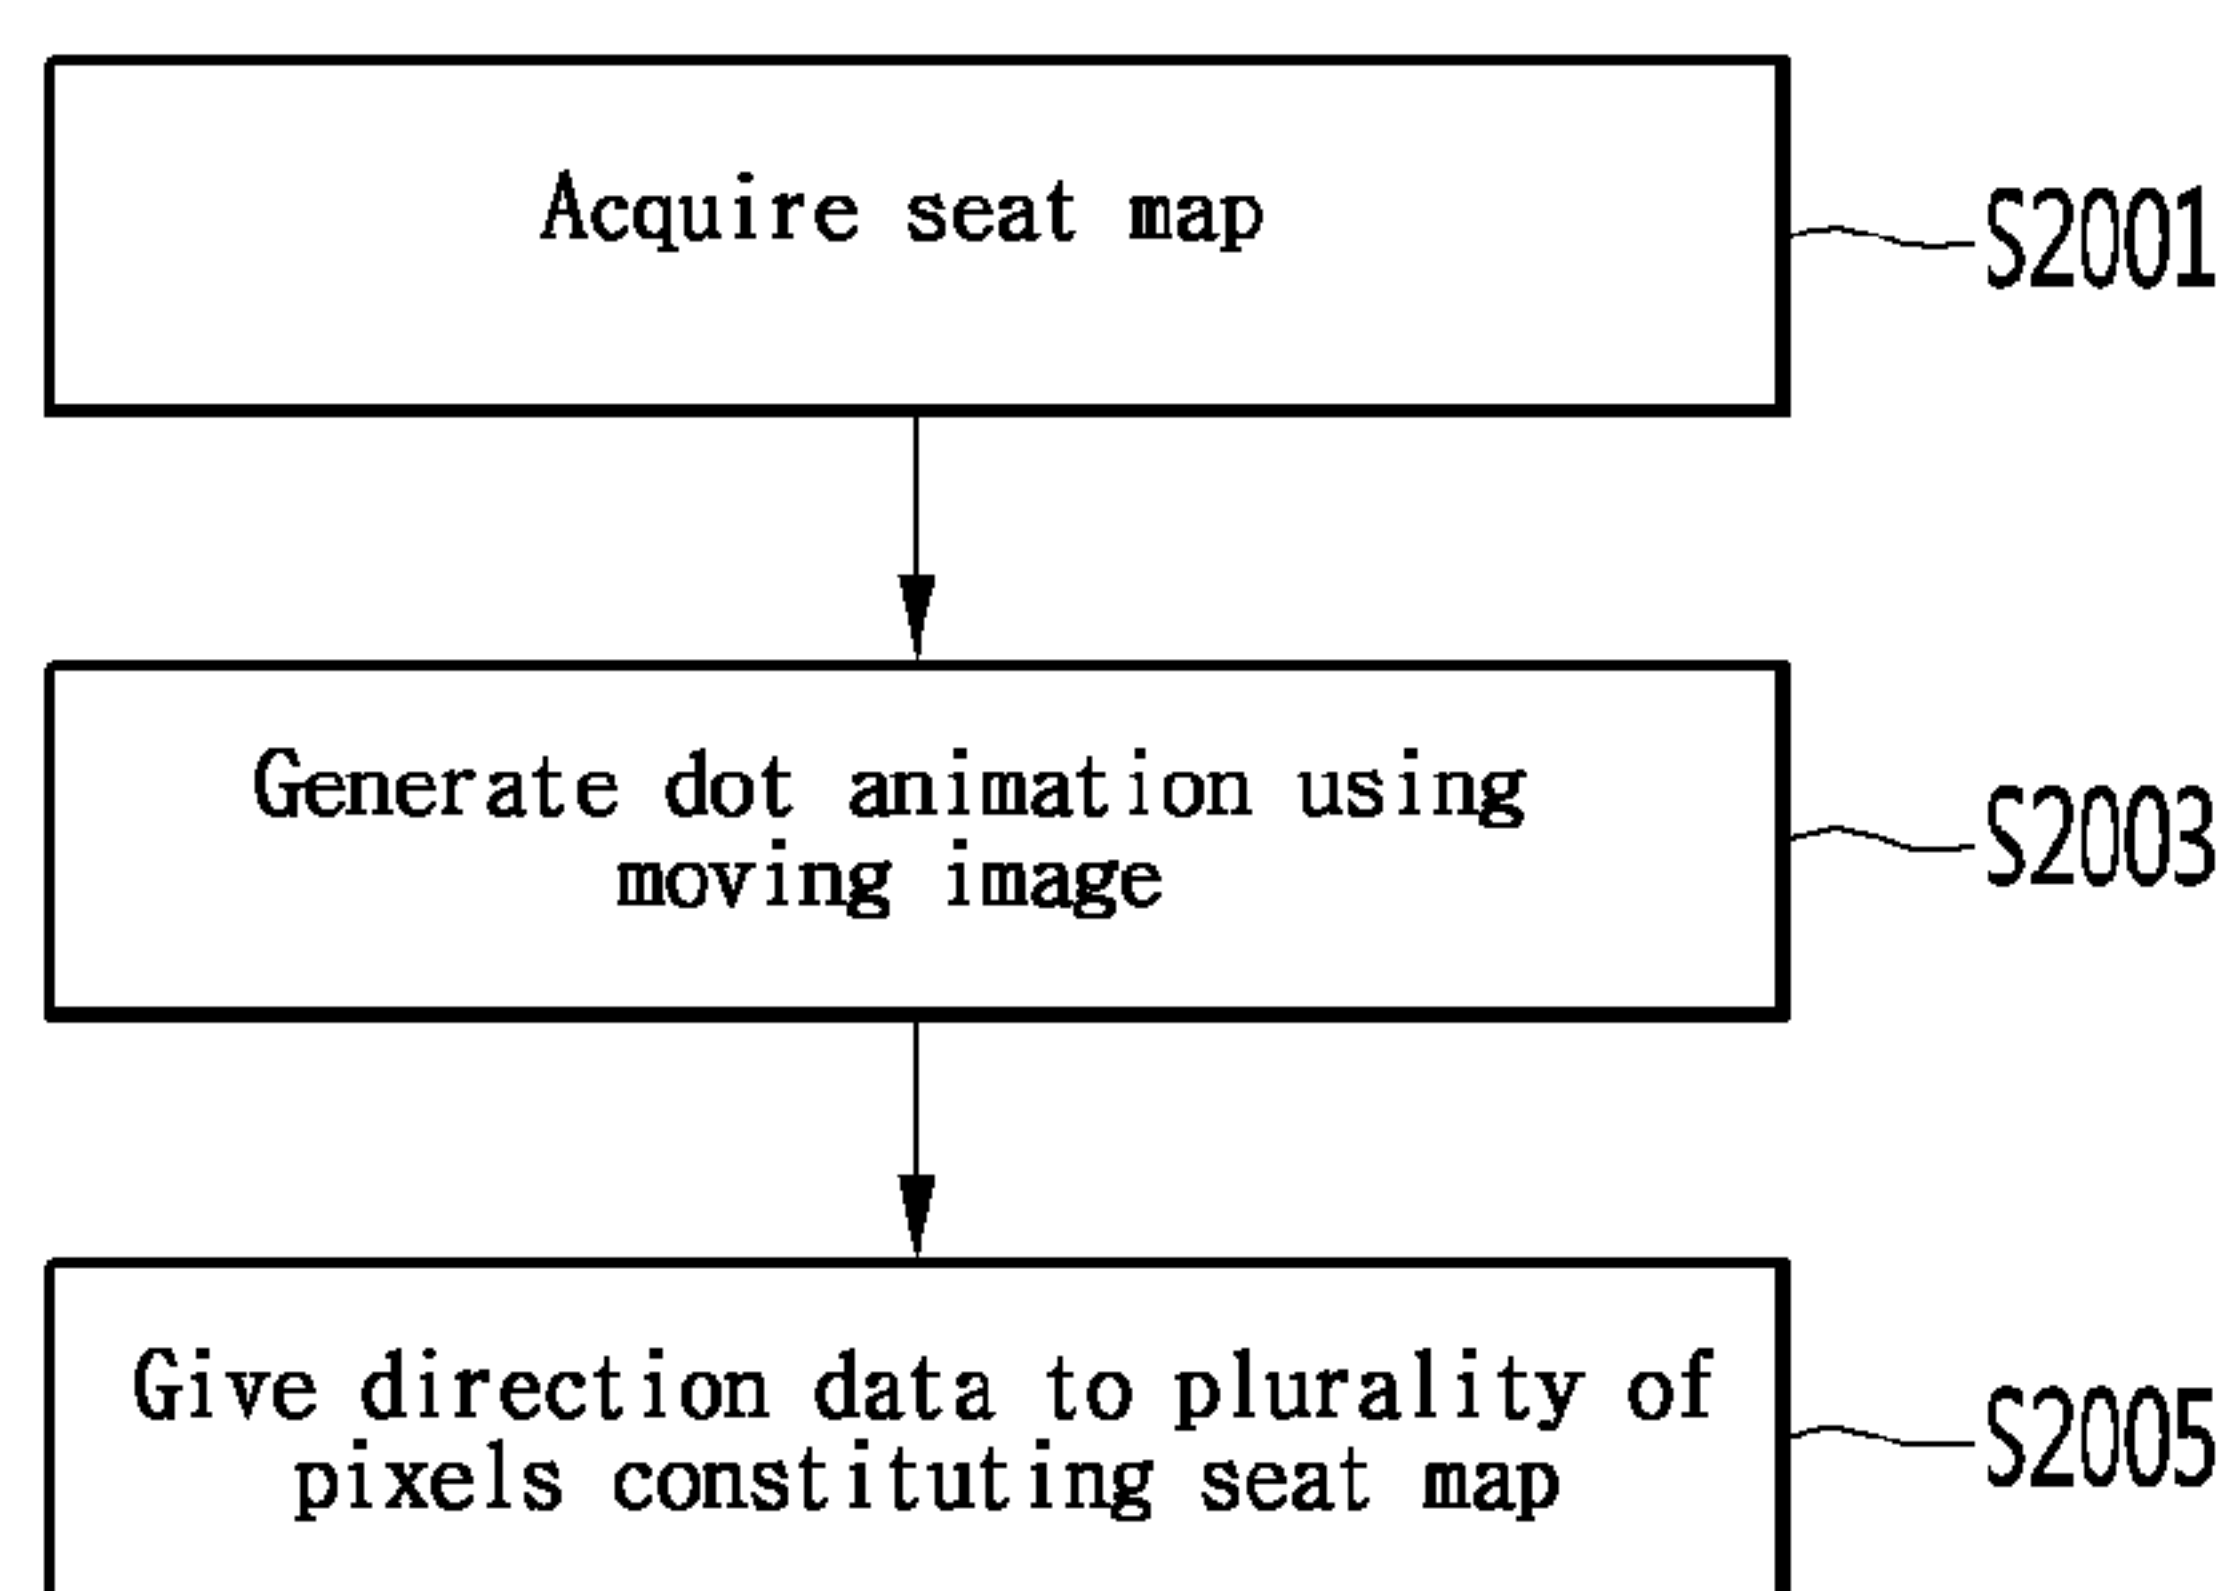 Acquire seat map
S2001
Generate dot animation using
moving image
S2003
Give direction data to plurality of
pixels constituting seat map
S2005